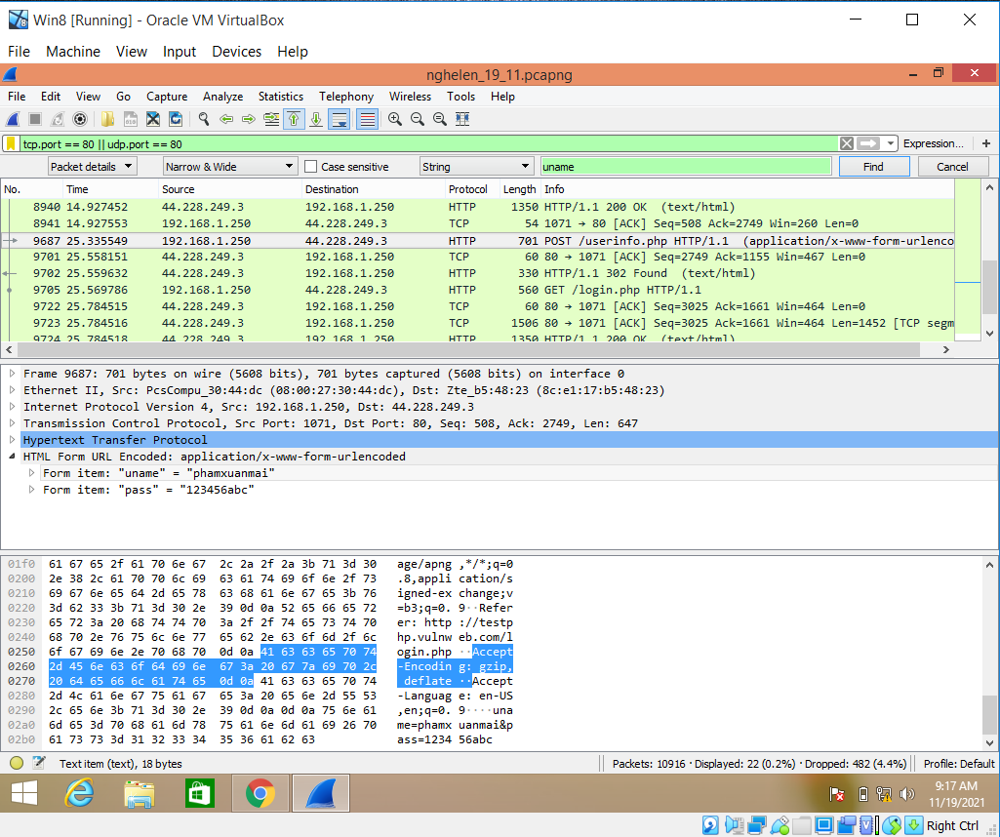 Win8 [Running] - Oracle VM VirtualBox
File Machine View Input Devices Help
nghelen_19_11.pcapng
File Edit View Go Capture Analyze Statistics Telephony Wireless Tools Help
tcp.port == 80 || udp.port == 80 Expression... +
Packet details Narrow & Wide Case sensitive String uname Find Cancel
No. Time Source Destination Protocol Length Info
8940 14.927452 44.228.249.3 192.168.1.250 HTTP 1350 HTTP/1.1 200 OK (text/html)
8941 14.927553 192.168.1.250 44.228.249.3 TCP 54 1071 → 80 [ACK] Seq=508 Ack=2749 Win=260 Len=0
9687 25.335549 192.168.1.250 44.228.249.3 HTTP 701 POST /userinfo.php HTTP/1.1 (application/x-www-form-urlenco
9701 25.558151 44.228.249.3 192.168.1.250 TCP 60 80 → 1071 [ACK] Seq=2749 Ack=1155 Win=467 Len=0
9702 25.559632 44.228.249.3 192.168.1.250 HTTP 330 HTTP/1.1 302 Found (text/html)
9705 25.569786 192.168.1.250 44.228.249.3 HTTP 560 GET /login.php HTTP/1.1
9722 25.784515 44.228.249.3 192.168.1.250 TCP 60 80 → 1071 [ACK] Seq=3025 Ack=1661 Win=464 Len=0
9723 25.784516 44.228.249.3 192.168.1.250 TCP 1506 80 → 1071 [ACK] Seq=3025 Ack=1661 Win=464 Len=1452 [TCP segm
9724 25.784518 44.228.249.3 192.168.1.250 HTTP 1350 HTTP/1.1 200 OK (text/html)
Frame 9687: 701 bytes on wire (5608 bits), 701 bytes captured (5608 bits) on interface 0
Ethernet II, Src: PcsCompu_30:44:dc (08:00:27:30:44:dc), Dst: Zte_b5:48:23 (8c:e1:17:b5:48:23)
Internet Protocol Version 4, Src: 192.168.1.250, Dst: 44.228.249.3
Transmission Control Protocol, Src Port: 1071, Dst Port: 80, Seq: 508, Ack: 2749, Len: 647
Hypertext Transfer Protocol
HTML Form URL Encoded: application/x-www-form-urlencoded
Form item: "uname" = "phamxuanmai"
Form item: "pass" = "123456abc"
01f0 61 67 65 2f 61 70 6e 67 2c 2a 2f 2a 3b 71 3d 30 age/apng ,*/*;q=0
0200 2e 38 2c 61 70 70 6c 69 63 61 74 69 6f 6e 2f 73 .8,appli cation/s
0210 69 67 6e 65 64 2d 65 78 63 68 61 6e 67 65 3b 76 igned-ex change;v
0220 3d 62 33 3b 71 3d 30 2e 39 0d 0a 52 65 66 65 72 =b3;q=0. 9··Refer
0230 65 72 3a 20 68 74 74 70 3a 2f 2f 74 65 73 74 70 er: http ://testp
0240 68 70 2e 76 75 6c 6e 77 65 62 2e 63 6f 6d 2f 6c hp.vulnw eb.com/l
0250 6f 67 69 6e 2e 70 68 70 0d 0a 41 63 63 65 70 74 ogin.php ··Accept
0260 2d 45 6e 63 6f 64 69 6e 67 3a 20 67 7a 69 70 2c -Encodin g: gzip,
0270 20 64 65 66 6c 61 74 65 0d 0a 41 63 63 65 70 74 deflate ··Accept
0280 2d 4c 61 6e 67 75 61 67 65 3a 20 65 6e 2d 55 53 -Languag e: en-US
0290 2c 65 6e 3b 71 3d 30 2e 39 0d 0a 0d 0a 75 6e 61 ,en;q=0. 9····una
02a0 6d 65 3d 70 68 61 6d 78 75 61 6e 6d 61 69 26 70 me=phamx uanmai&p
02b0 61 73 73 3d 31 32 33 34 35 36 61 62 63 ass=1234 56abc
Text item (text), 18 bytes Packets: 10916 · Displayed: 22 (0.2%) · Dropped: 482 (4.4%) Profile: Default
9:17 AM
11/19/2021
Right Ctrl